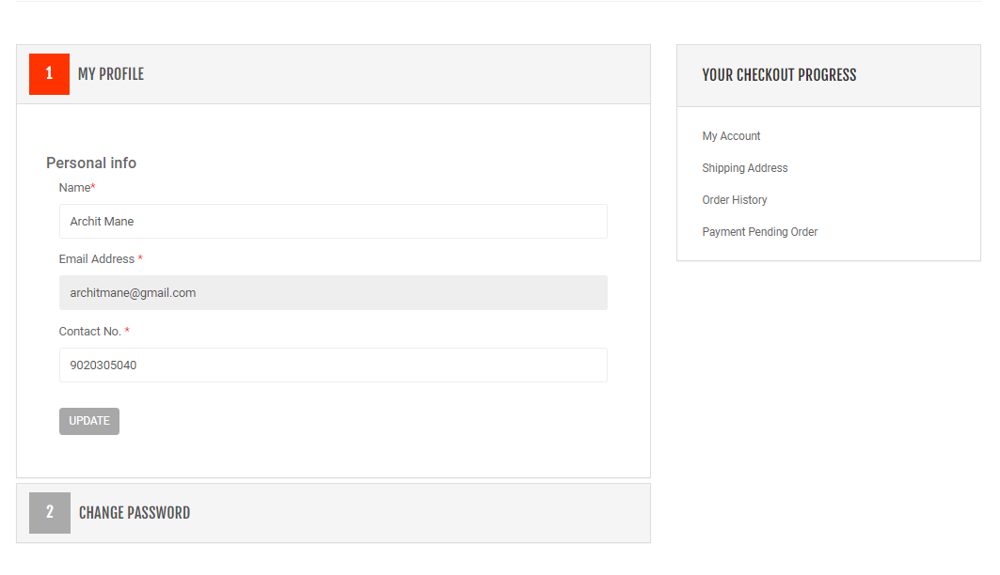 1 MY PROFILE
Personal info
Name*
Archit Mane
Email Address *
architmane@gmail.com
Contact No. *
9020305040
UPDATE
2 CHANGE PASSWORD
YOUR CHECKOUT PROGRESS
My Account
Shipping Address
Order History
Payment Pending Order